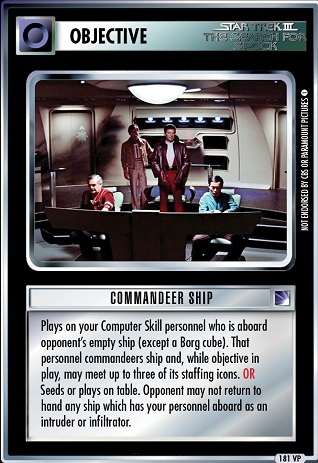 OBJECTIVE
STAR TREK III
THE SEARCH FOR
SPOCK
NOT ENDORSED BY CBS OR PARAMOUNT PICTURES
COMMANDEER SHIP
Plays on your Computer Skill personnel who is aboard
opponent's empty ship (except a Borg cube). That
personnel commandeers ship and, while objective in
play, may meet up to three of its staffing icons. OR
Seeds or plays on table. Opponent may not return to
hand any ship which has your personnel aboard as an
intruder or infiltrator.
181 VP